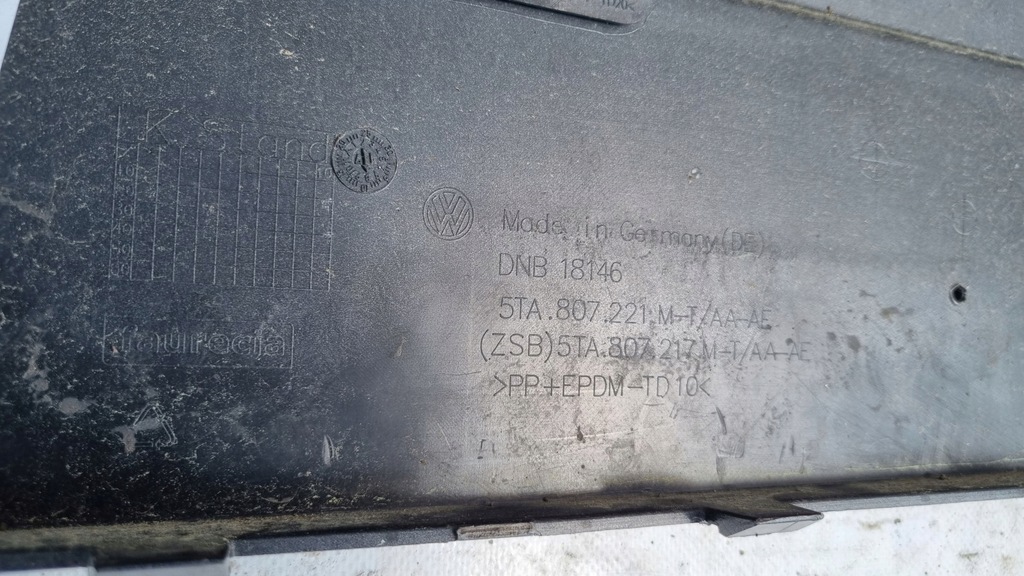 K-Stand
faurecia
Made in Germany(DE)
DNB 18146
5TA.807.221.M-T/AA-AE
(ZSB)5TA.807.217.M-T/AA-AE
>PP+EPDM-TD10<